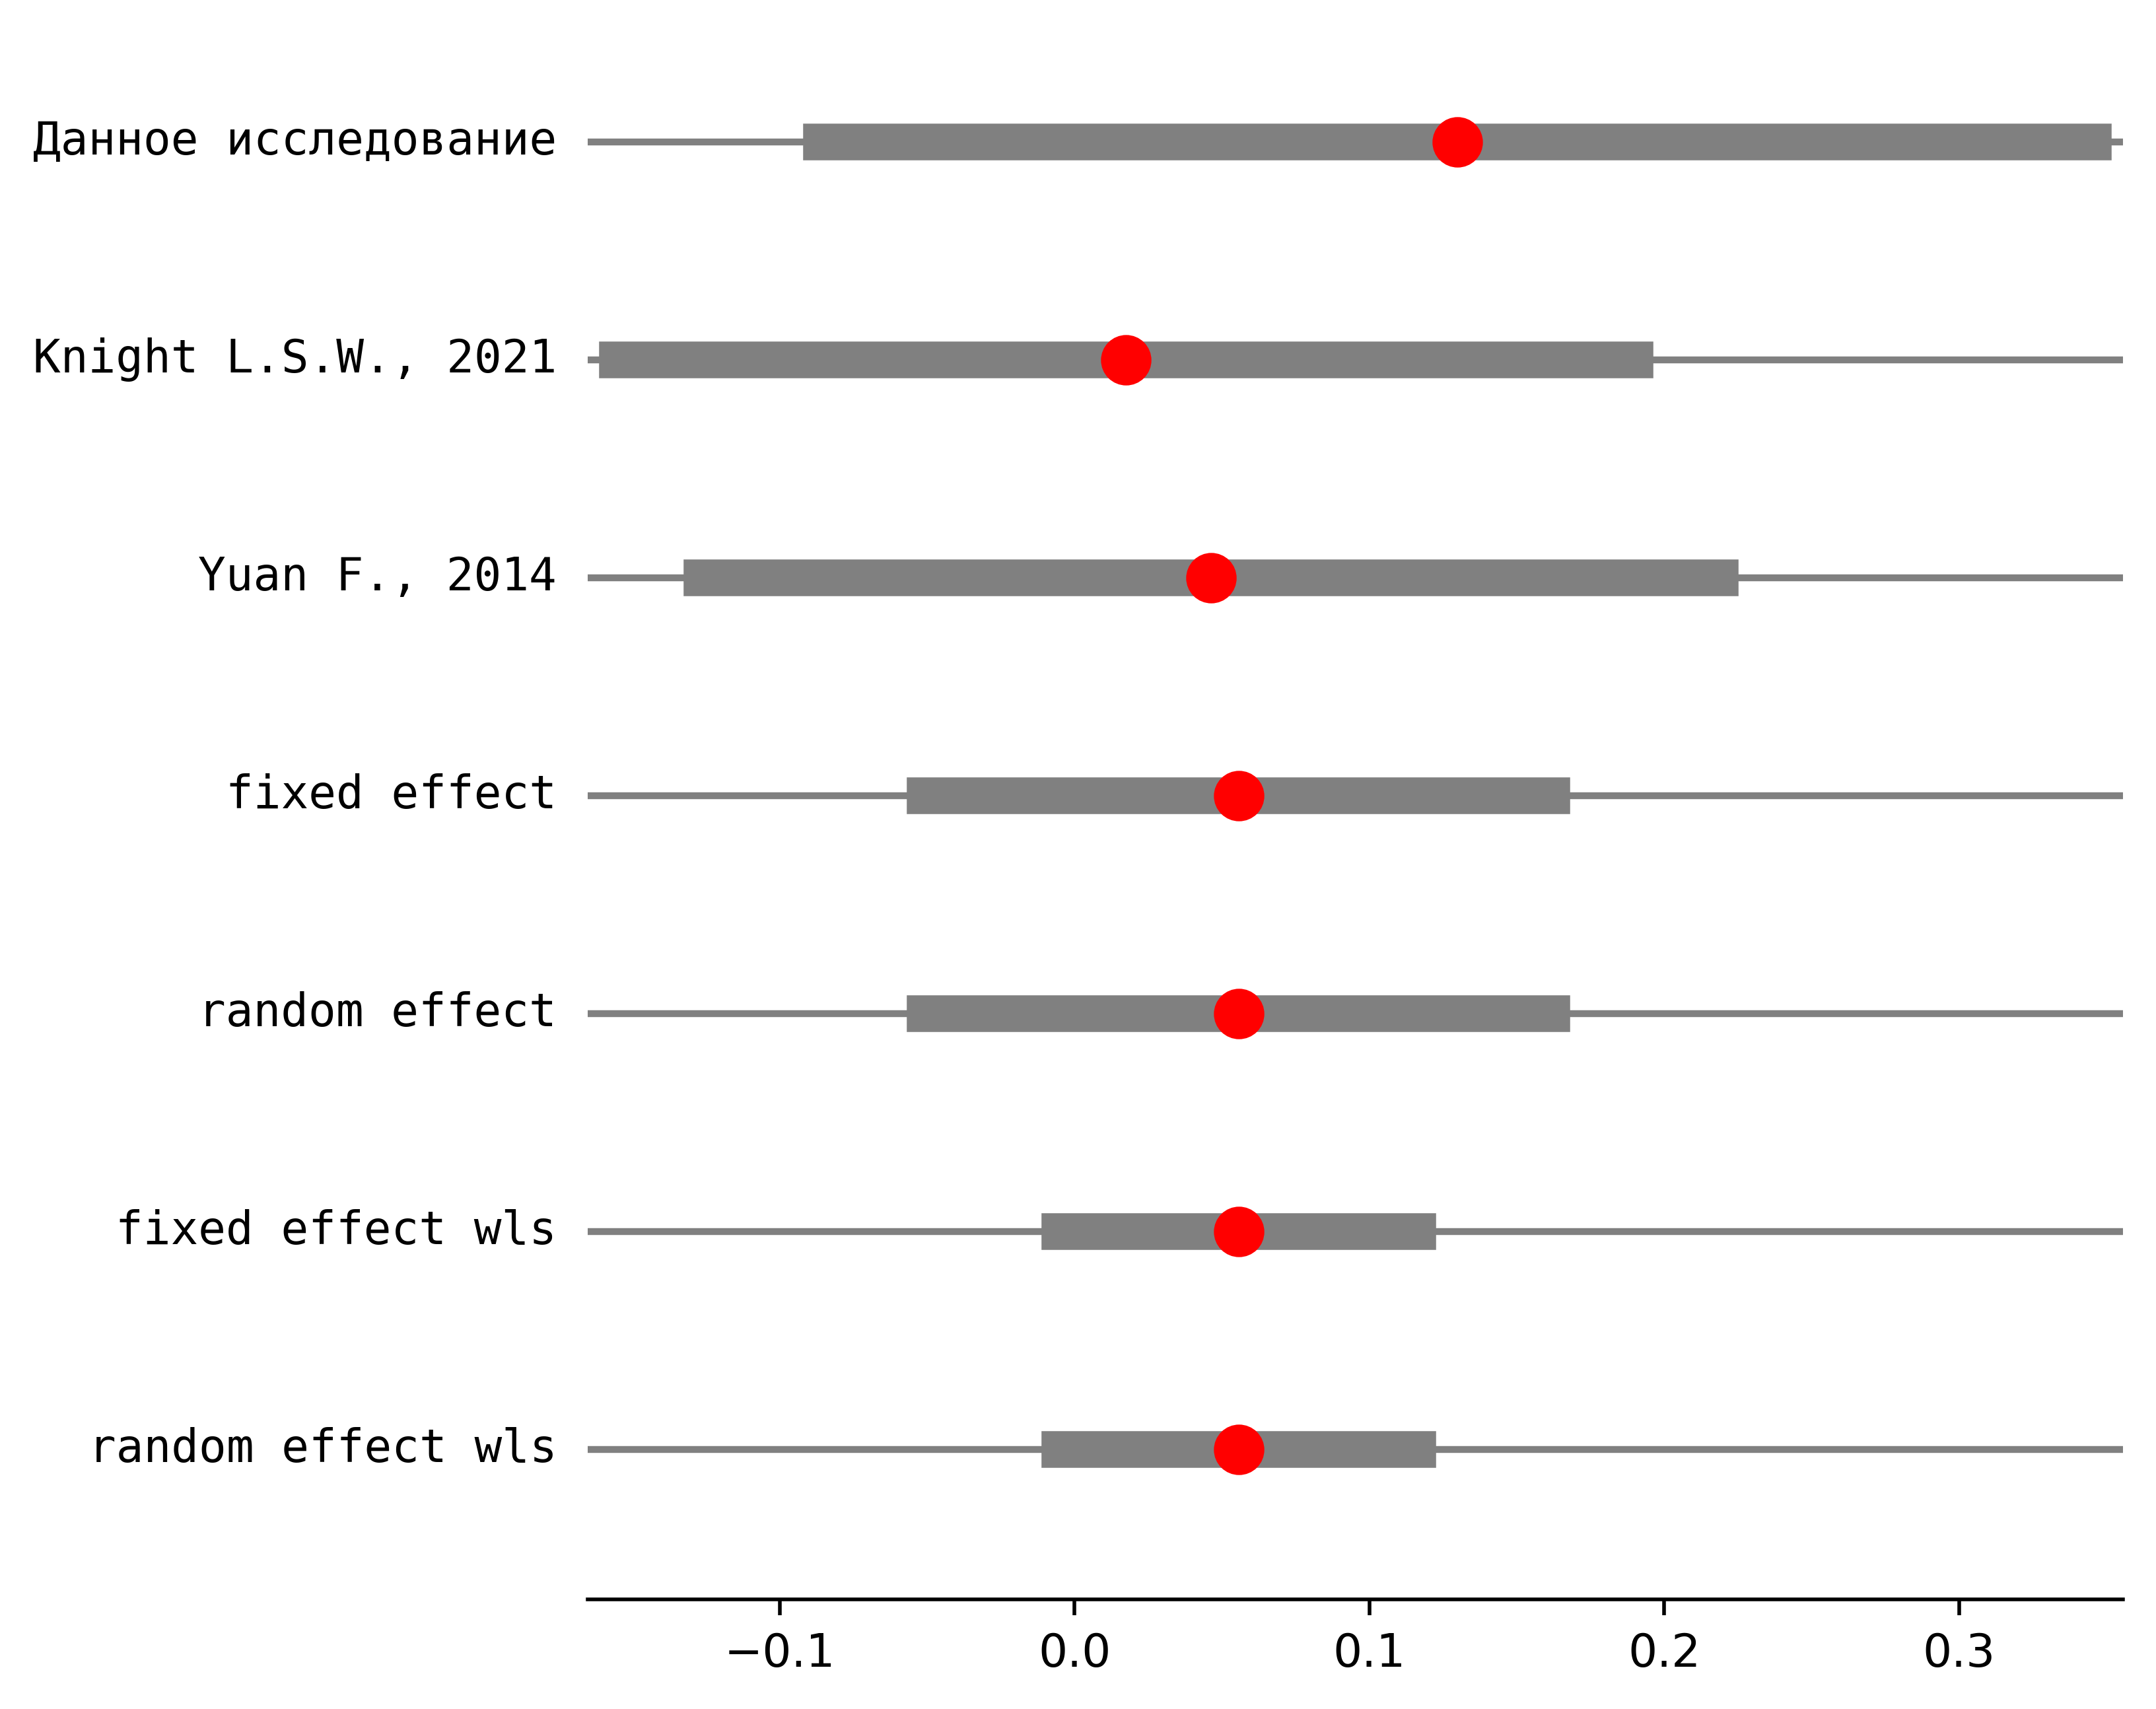 Данное исследование
Knight L.S.W., 2021
Yuan F., 2014
fixed effect
random effect
fixed effect wls
random effect wls
−0.1 0.0 0.1 0.2 0.3